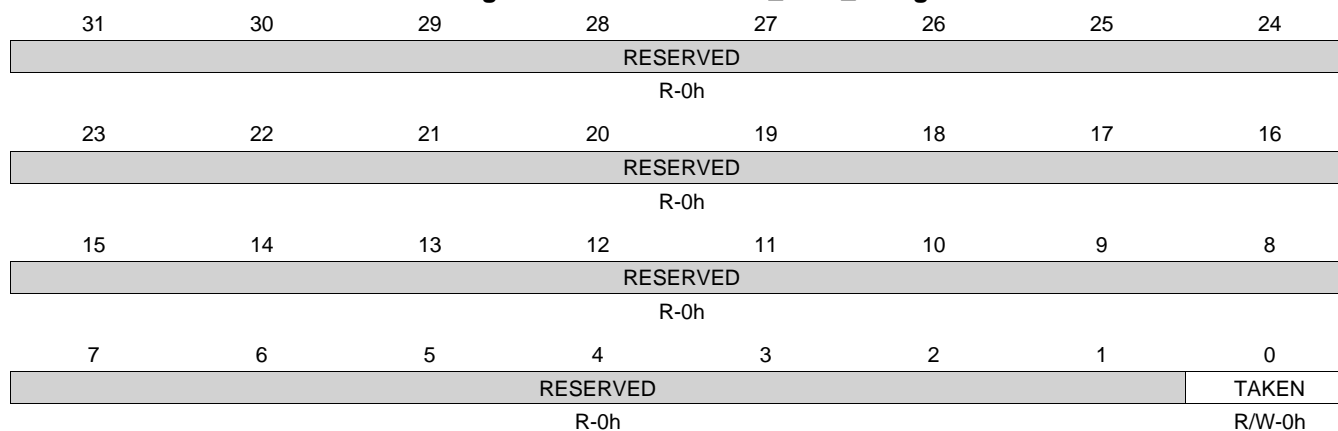 31 30 29 28 27 26 25 24
RESERVED
R-0h
23 22 21 20 19 18 17 16
RESERVED
R-0h
15 14 13 12 11 10 9 8
RESERVED
R-0h
7 6 5 4 3 2 1 0
RESERVED TAKEN
R-0h R/W-0h